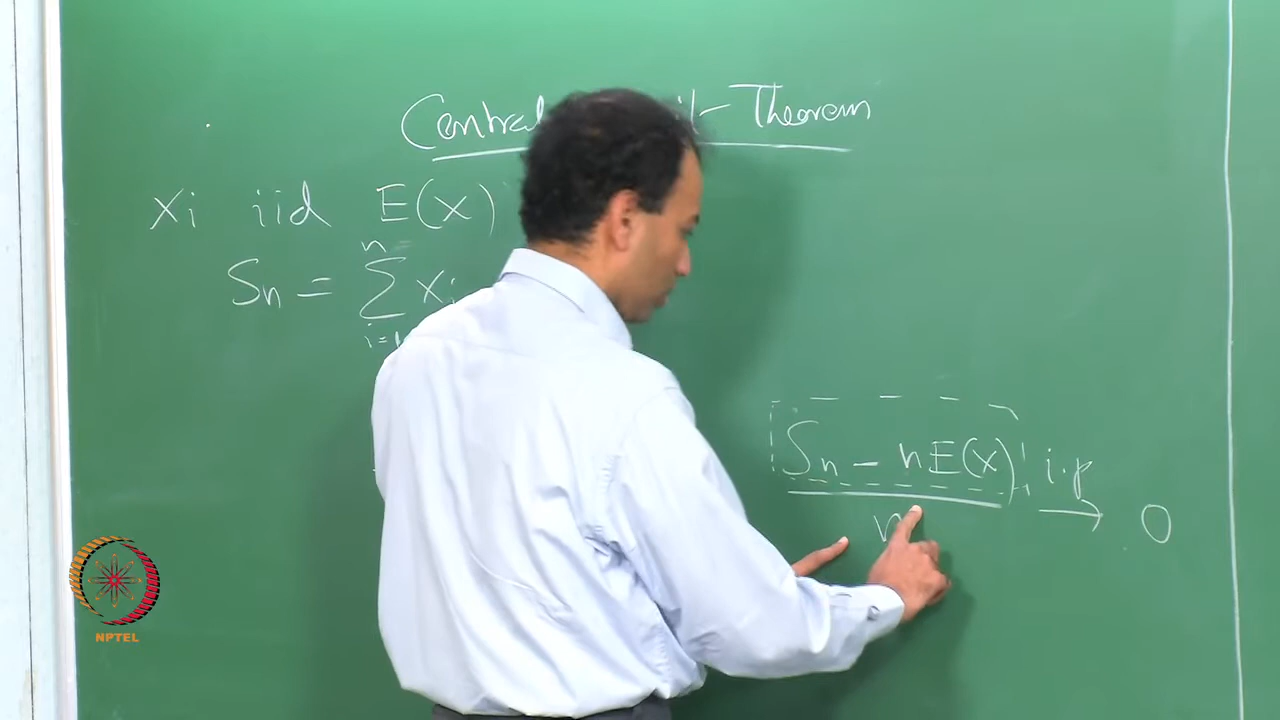 Central Theorem
Xi iid E(X)
Sn = Σ Xi
n
i=1
Sn - nE(X) i.p → 0
n
NPTEL